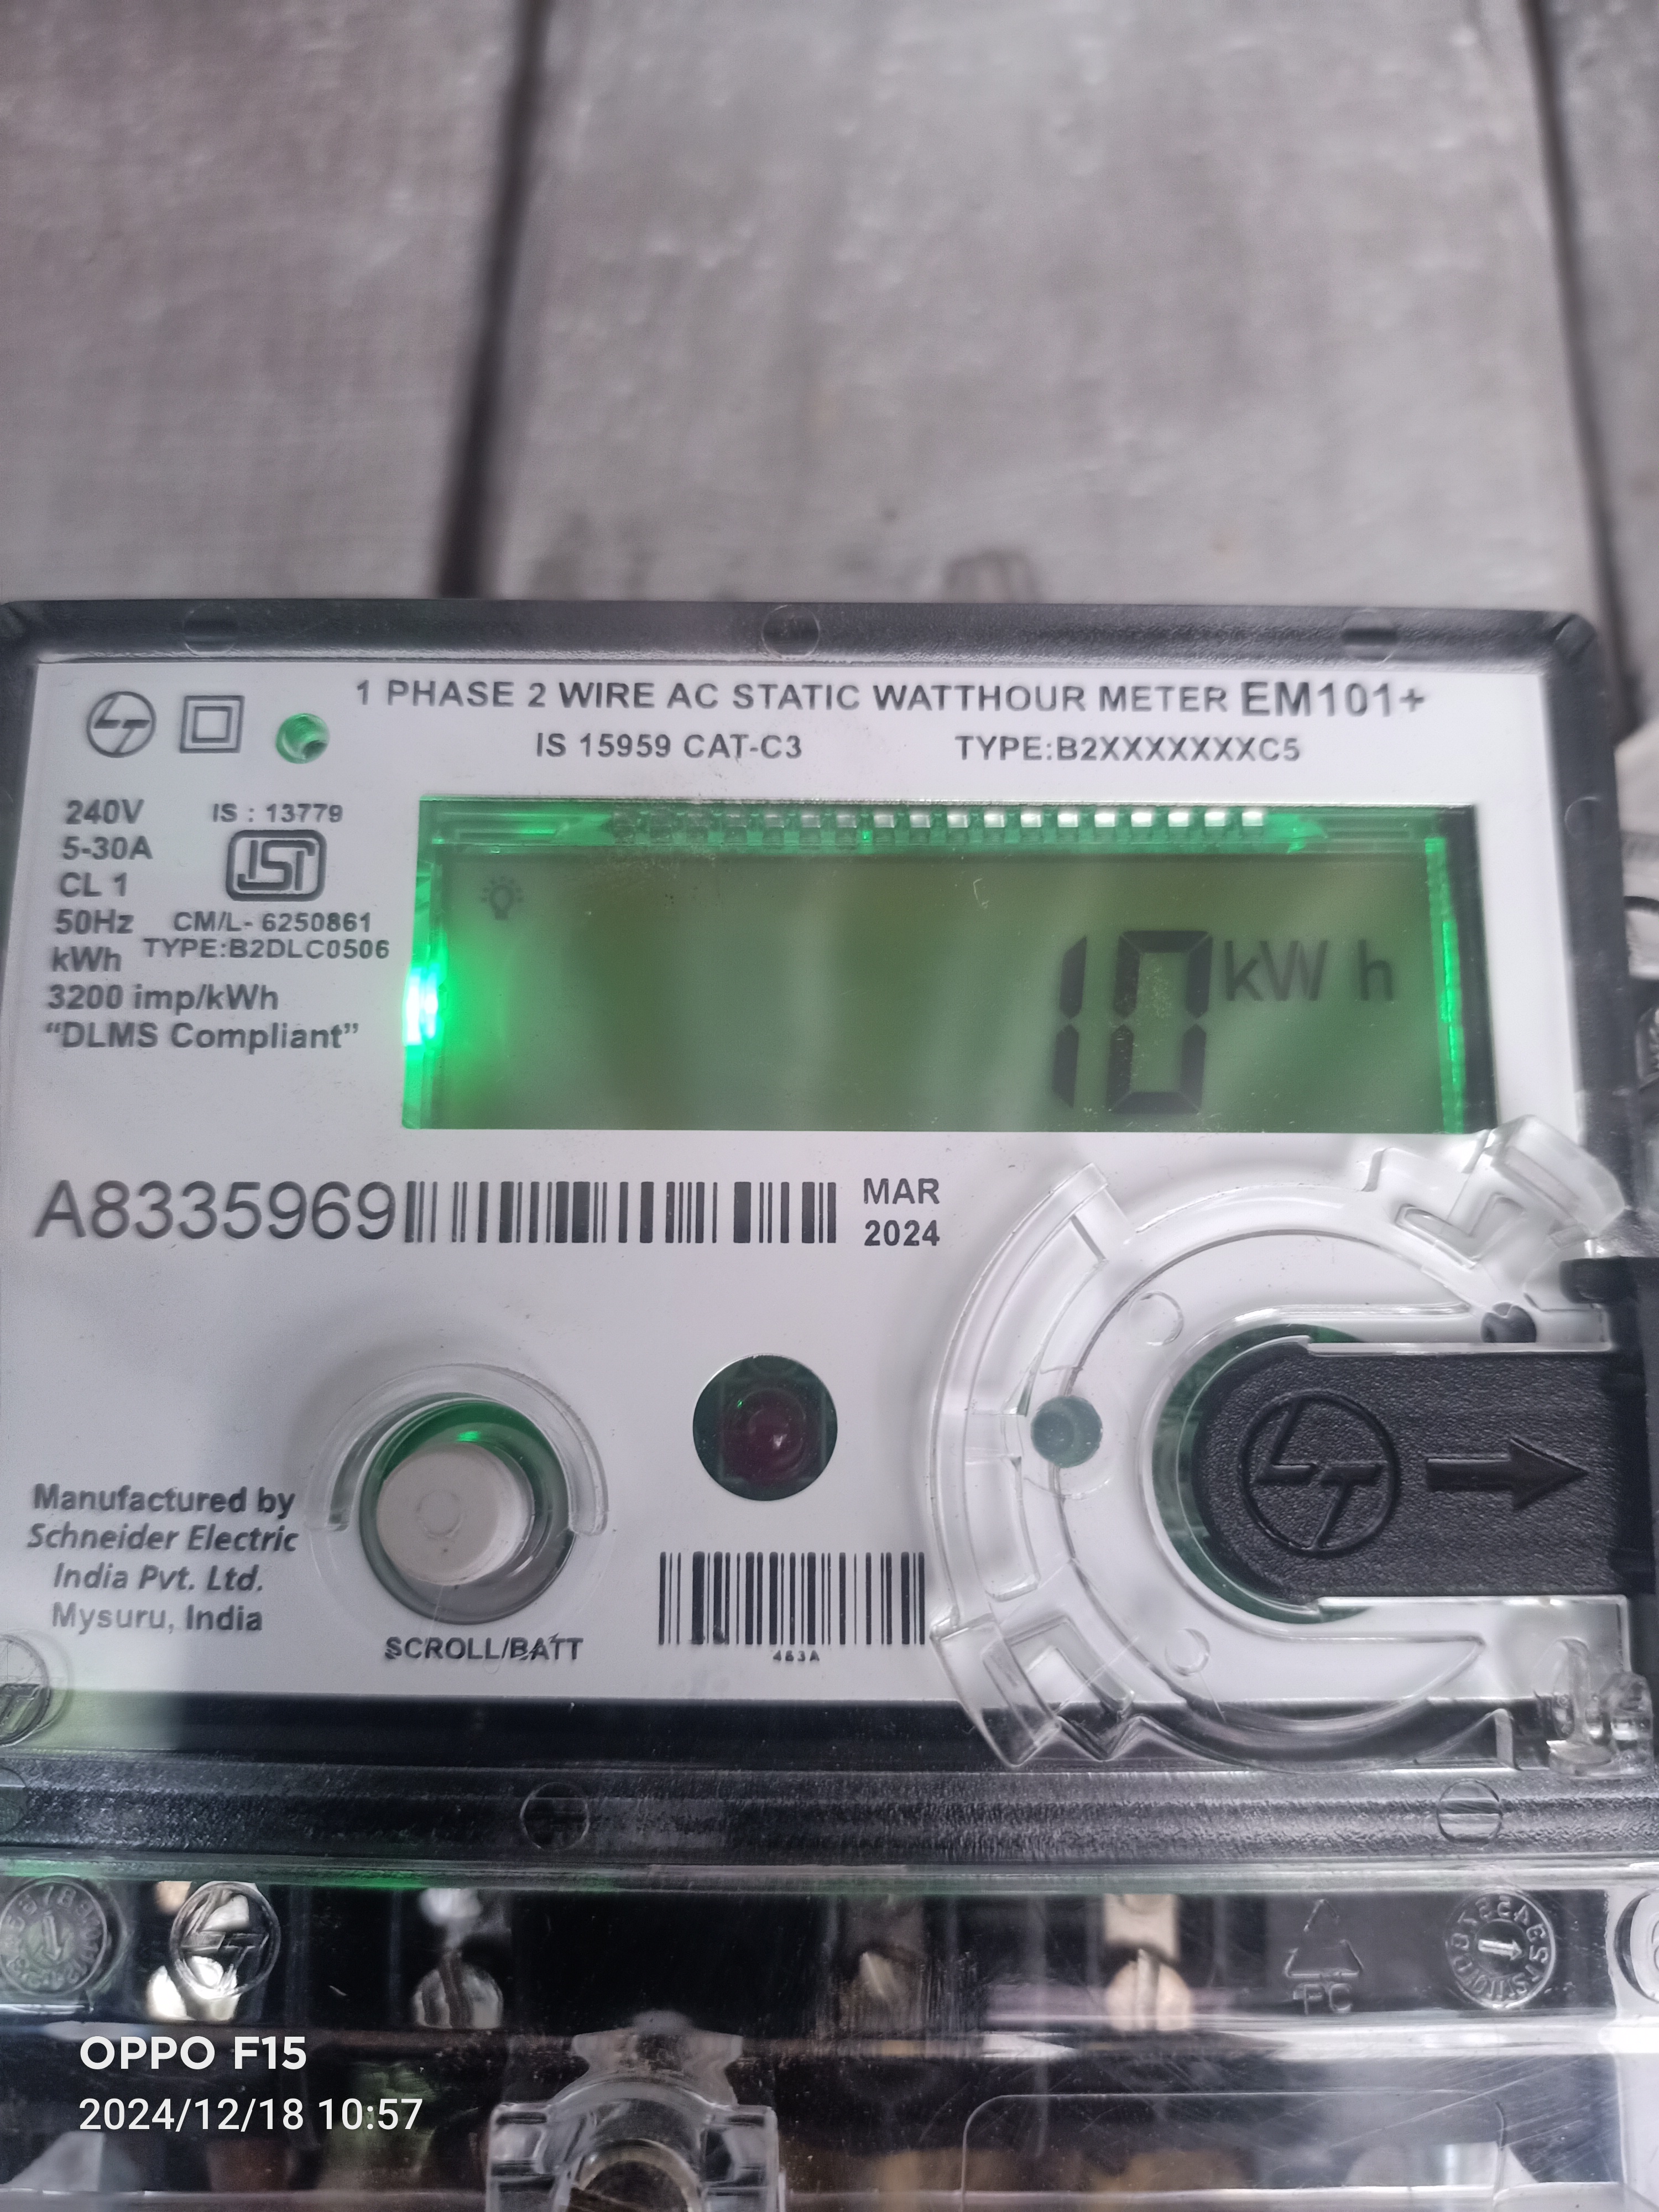 1 PHASE 2 WIRE AC STATIC WATTHOUR METER EM101+
IS 15959 CAT-C3 TYPE:B2XXXXXXXC5
240V
5-30A
CL 1
50Hz
kWh
3200 imp/kWh
“DLMS Compliant”
IS : 13779
ISI
CM/L- 6250861
TYPE:B2DLC0506
10 kWh
A8335969
MAR
2024
LT
Manufactured by
Schneider Electric
India Pvt. Ltd.
Mysuru, India
SCROLL/BATT
463A
PC
OPPO F15
2024/12/18 10:57